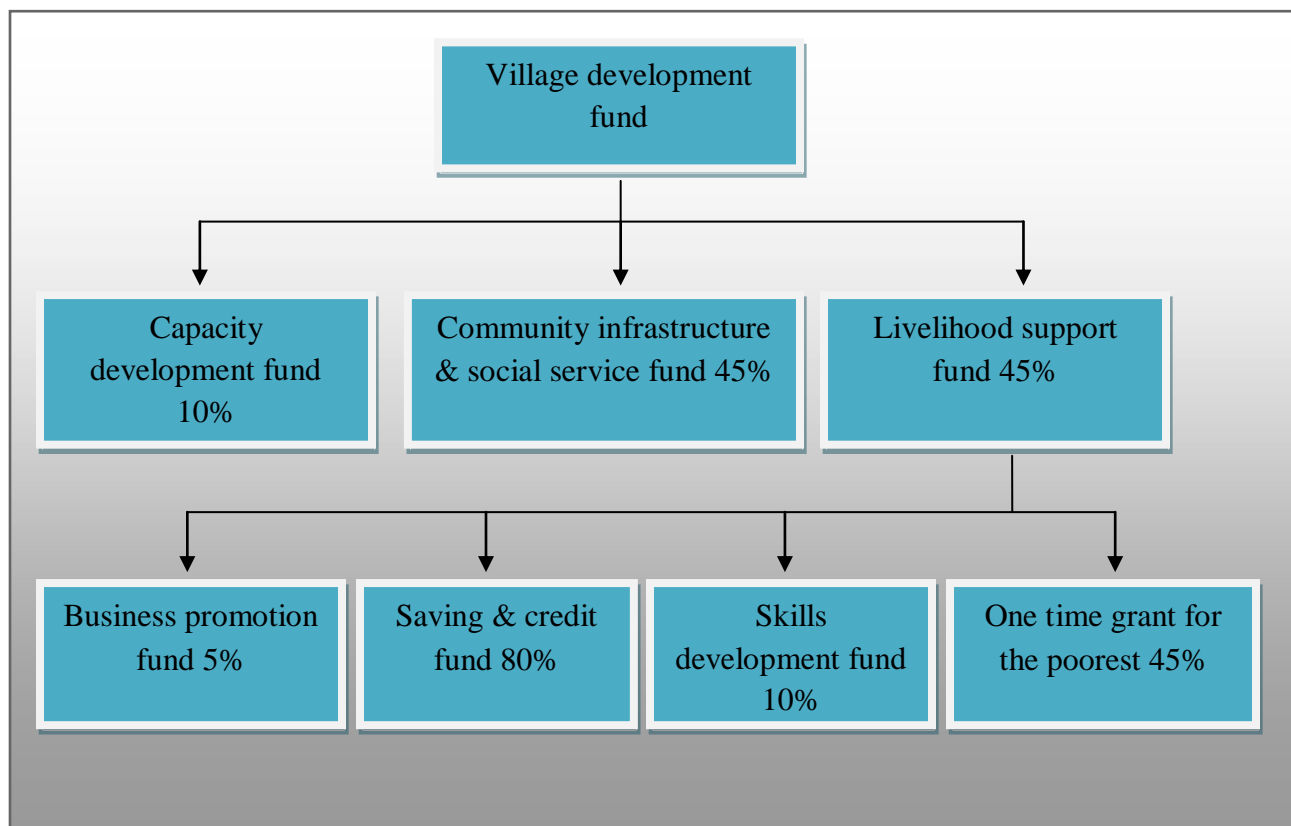 Village development
fund
Capacity
development fund
10%
Community infrastructure
& social service fund 45%
Livelihood support
fund 45%
Business promotion
fund 5%
Saving & credit
fund 80%
Skills
development fund
10%
One time grant for
the poorest 45%